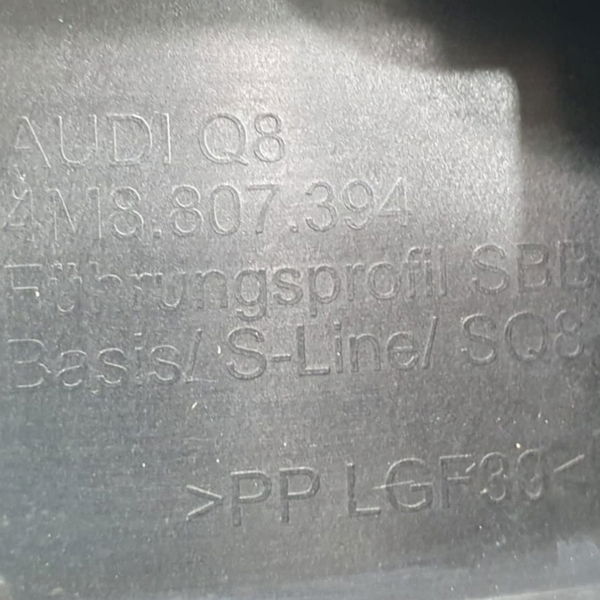 AUDI Q8
4M8.807.394
Führungsprofil SBB
Basis/ S-Line/ SQ8
>PP LGF30<